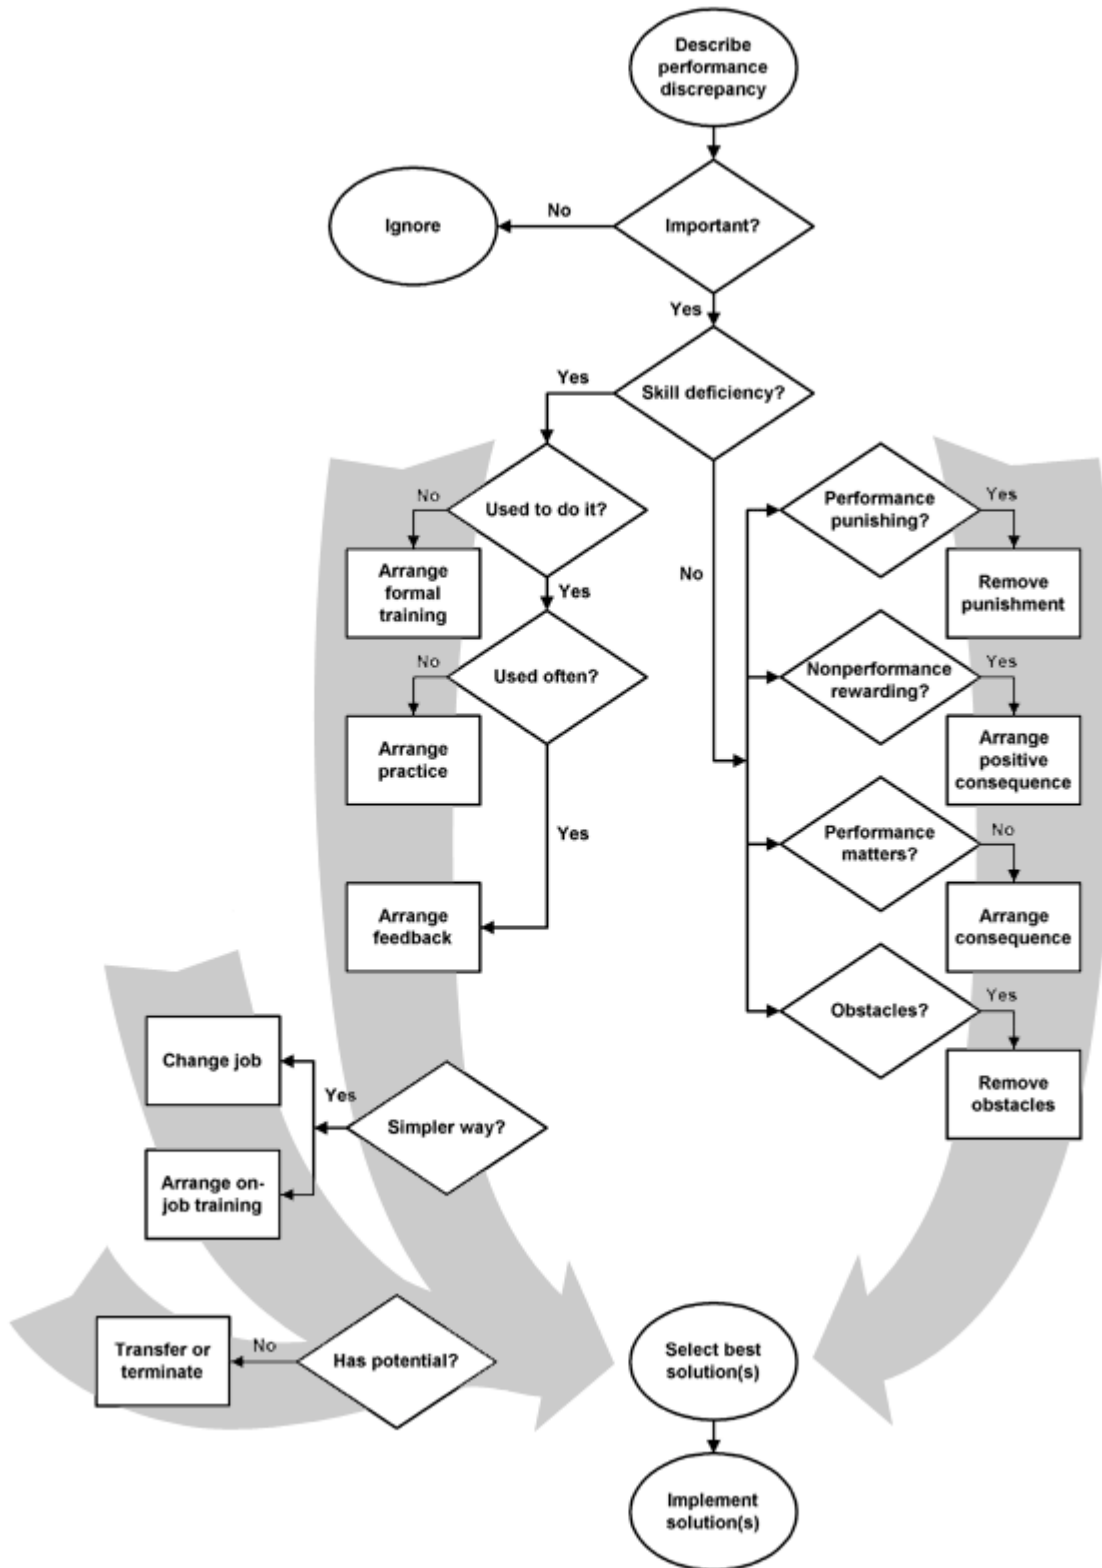 Describe
performance
discrepancy
No
Ignore
Important?
Yes
Yes
Skill deficiency?
No
Used to do it?
Performance
punishing?
Yes
Arrange
formal
training
Yes
No
Remove
punishment
No
Used often?
Nonperformance
rewarding?
Yes
Arrange
practice
Arrange
positive
consequence
Yes
Performance
matters?
No
Arrange
feedback
Arrange
consequence
Obstacles?
Yes
Change job
Yes
Simpler way?
Remove
obstacles
Arrange on-
job training
Transfer or
terminate
No
Has potential?
Select best
solution(s)
Implement
solution(s)